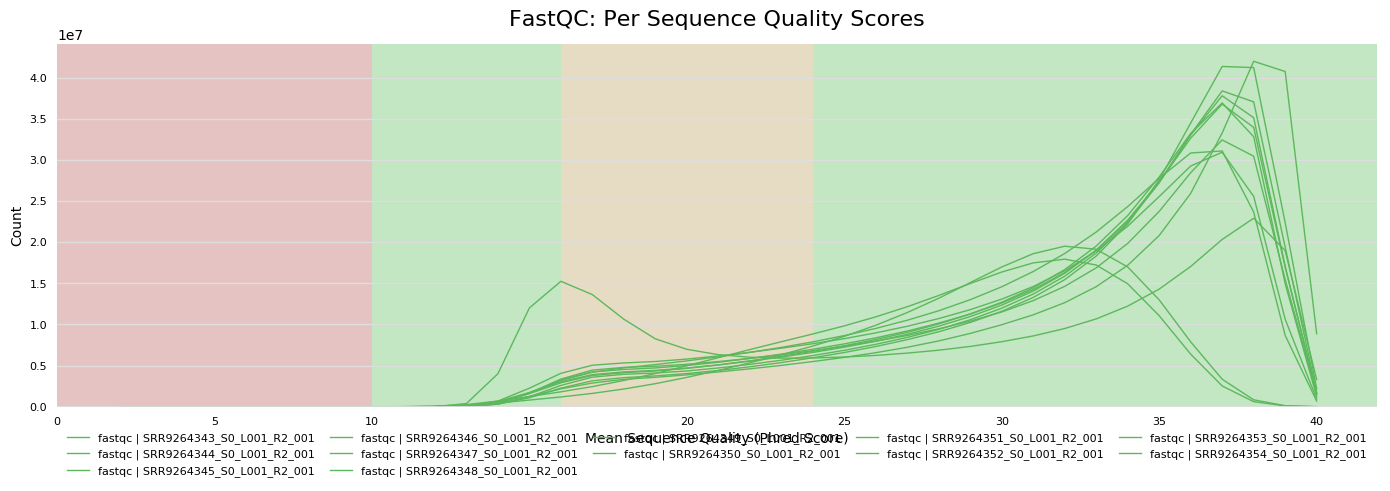 FastQC: Per Sequence Quality Scores
1e7
4.0
3.5
3.0
2.5
2.0
1.5
1.0
0.5
0.0
Count
0 5 10 15 20 25 30 35 40
Mean Sequence Quality (Phred Score)
fastqc | SRR9264343_S0_L001_R2_001 fastqc | SRR9264346_S0_L001_R2_001 fastqc | SRR9264349_S0_L001_R2_001 fastqc | SRR9264351_S0_L001_R2_001 fastqc | SRR9264353_S0_L001_R2_001
fastqc | SRR9264344_S0_L001_R2_001 fastqc | SRR9264347_S0_L001_R2_001 fastqc | SRR9264350_S0_L001_R2_001 fastqc | SRR9264352_S0_L001_R2_001 fastqc | SRR9264354_S0_L001_R2_001
fastqc | SRR9264345_S0_L001_R2_001 fastqc | SRR9264348_S0_L001_R2_001